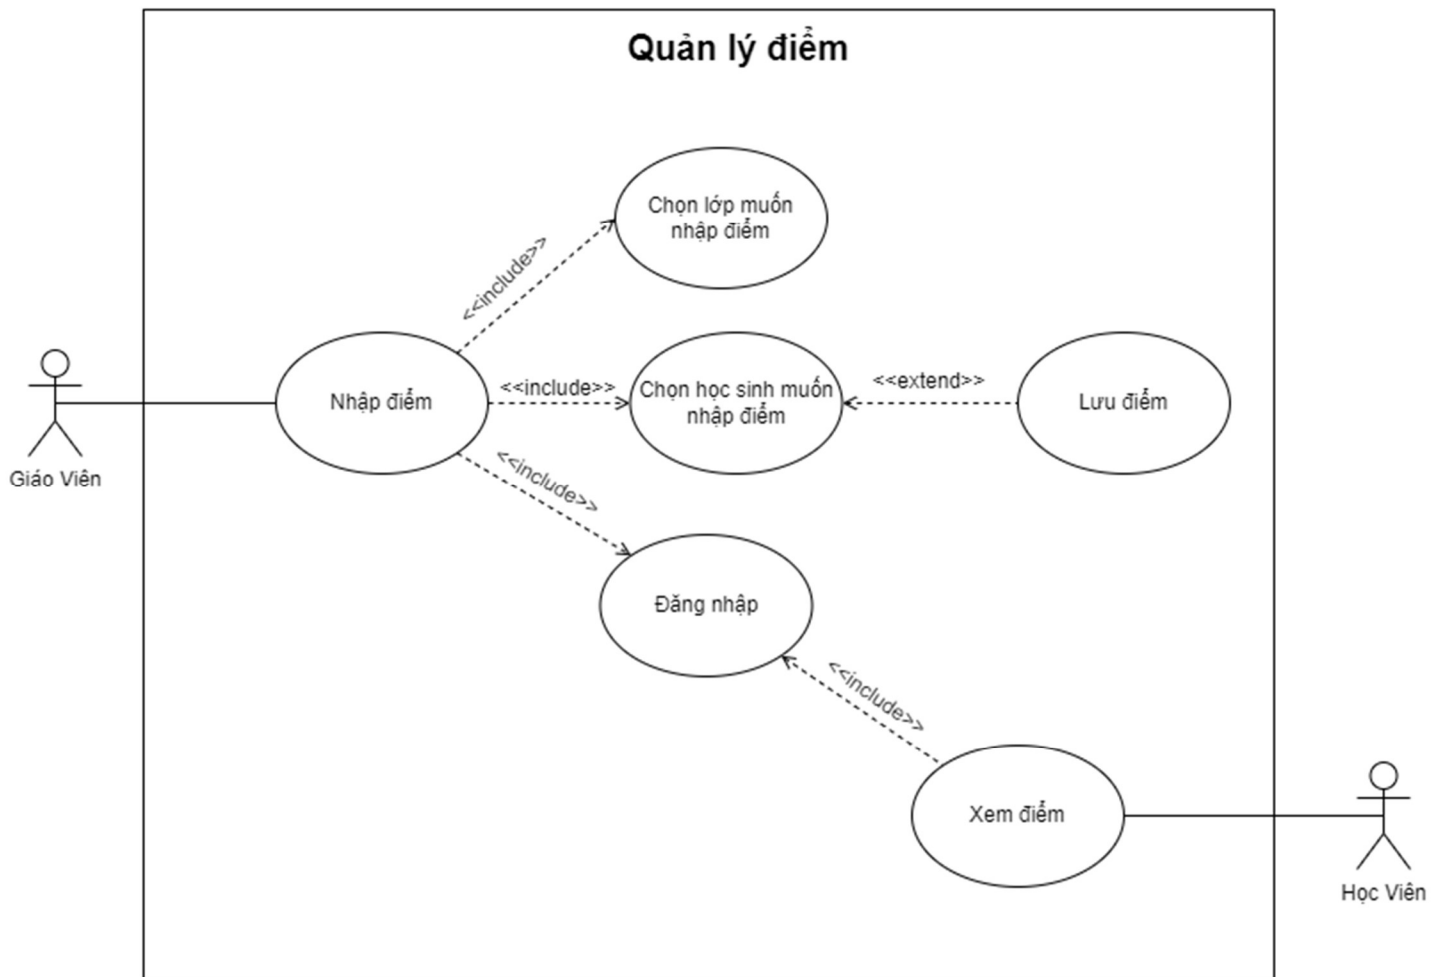 Quản lý điểm
Chọn lớp muốn
nhập điểm
<<include>>
Nhập điểm
<<include>>
Chọn học sinh muốn
nhập điểm
<<extend>>
Lưu điểm
Giáo Viên
<<include>>
Đăng nhập
<<include>>
Xem điểm
Học Viên